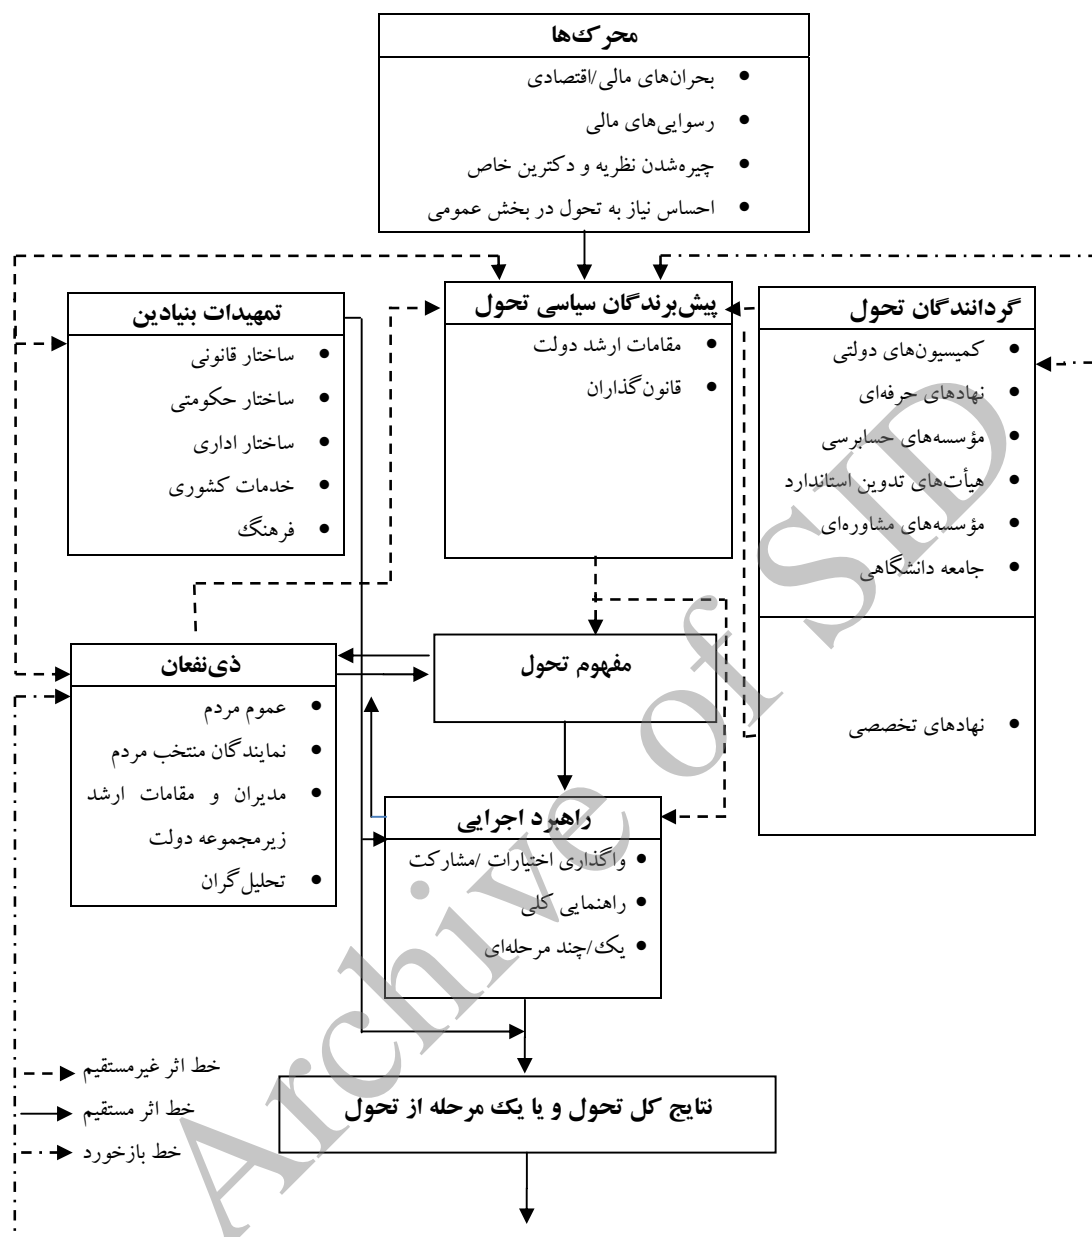 محرک‌ها
• بحران‌های مالی/اقتصادی
• رسوایی‌های مالی
• چیره‌شدن نظریه و دکترین خاص
• احساس نیاز به تحول در بخش عمومی
گردانندگان تحول
• کمیسیون‌های دولتی
• نهادهای حرفه‌ای
• مؤسسه‌های حسابرسی
• هیأت‌های تدوین استاندارد
• مؤسسه‌های مشاوره‌ای
• جامعه دانشگاهی
• نهادهای تخصصی
پیش‌برندگان سیاسی تحول
• مقامات ارشد دولت
• قانون‌گذاران
تمهیدات بنیادین
• ساختار قانونی
• ساختار حکومتی
• ساختار اداری
• خدمات کشوری
• فرهنگ
مفهوم تحول
ذی‌نفعان
• عموم مردم
• نمایندگان منتخب مردم
• مدیران و مقامات ارشد
زیرمجموعه دولت
• تحلیل‌گران
راهبرد اجرایی
• واگذاری اختیارات /مشارکت
• راهنمایی کلی
• یک/چند مرحله‌ای
نتایج کل تحول و یا یک مرحله از تحول
خط اثر غیرمستقیم
خط اثر مستقیم
خط بازخورد
Archive of SID